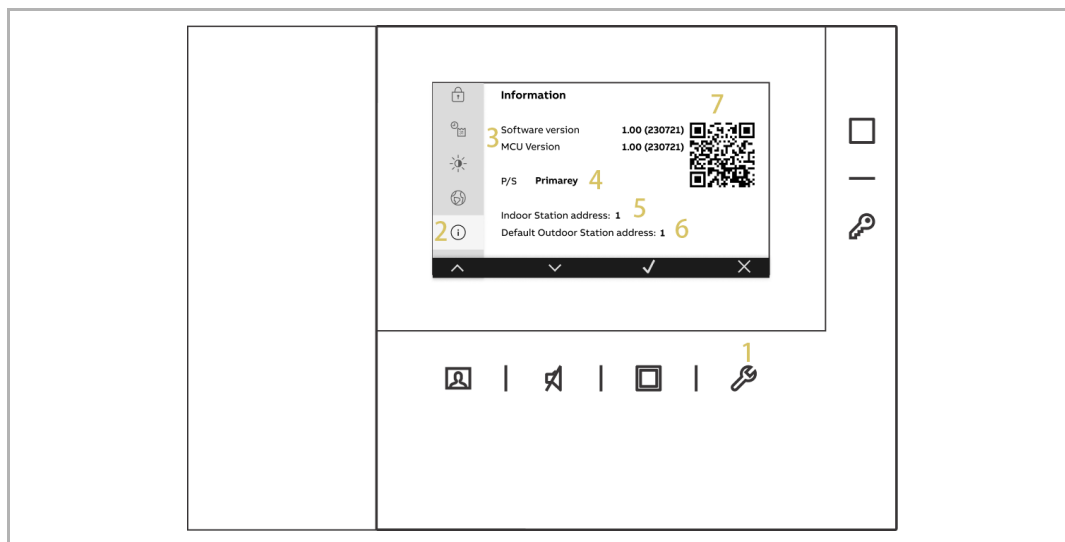 Information
7
3
Software version 1.00 (230721)
MCU Version 1.00 (230721)
P/S Primarey 4
Indoor Station address: 1 5
2
Default Outdoor Station address: 1 6
1